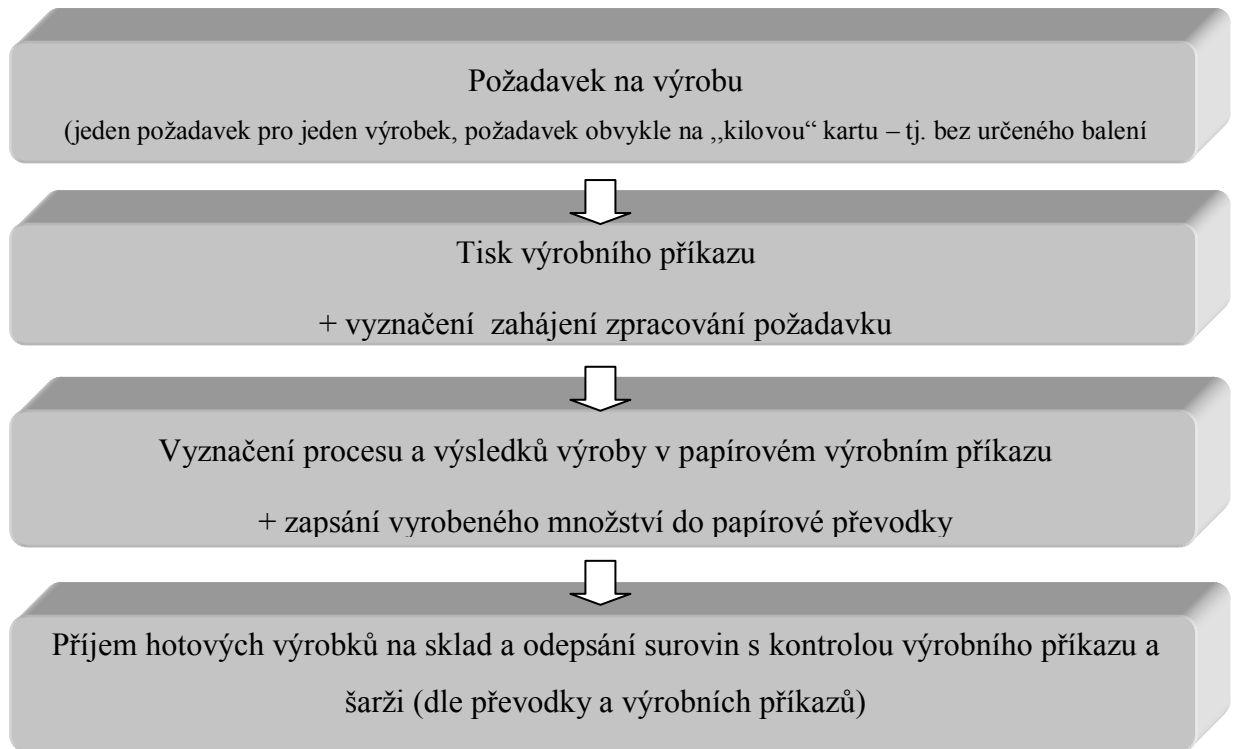 Požadavek na výrobu
(jeden požadavek pro jeden výrobek, požadavek obvykle na ,,kilovou“ kartu – tj. bez určeného balení
Tisk výrobního příkazu
+ vyznačení zahájení zpracování požadavku
Vyznačení procesu a výsledků výroby v papírovém výrobním příkazu
+ zapsání vyrobeného množství do papírové převodky
Příjem hotových výrobků na sklad a odepsání surovin s kontrolou výrobního příkazu a
šarži (dle převodky a výrobních příkazů)